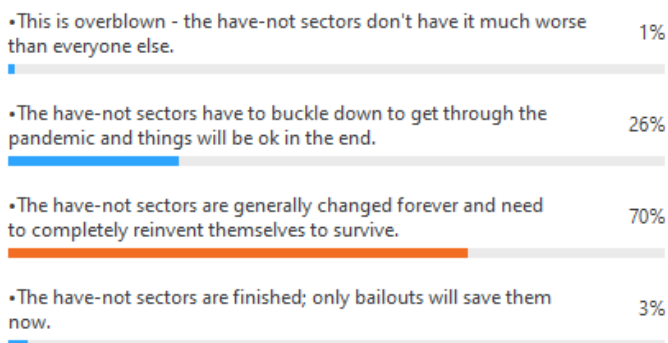 •This is overblown - the have-not sectors don't have it much worse
than everyone else.
1%
•The have-not sectors have to buckle down to get through the
pandemic and things will be ok in the end.
26%
•The have-not sectors are generally changed forever and need
to completely reinvent themselves to survive.
70%
•The have-not sectors are finished; only bailouts will save them
now.
3%